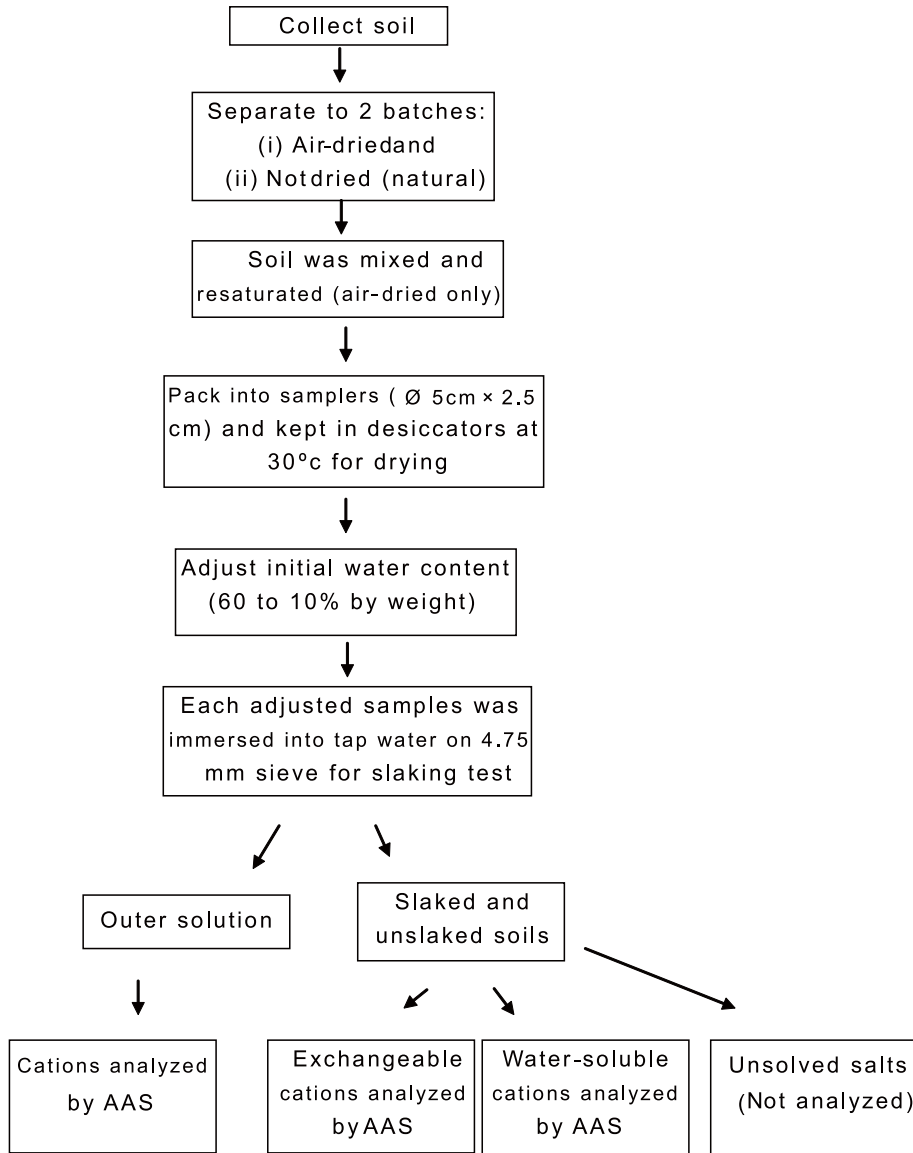 Collect soil
Separate to 2 batches:
(i) Air-driedand
(ii) Notdried (natural)
Soil was mixed and
resaturated (air-dried only)
Pack into samplers ( Ø 5cm × 2.5
cm) and kept in desiccators at
30ºc for drying
Adjust initial water content
(60 to 10% by weight)
Each adjusted samples was
immersed into tap water on 4.75
mm sieve for slaking test
Outer solution
Slaked and
unslaked soils
Cations analyzed
by AAS
Exchangeable
cations analyzed
byAAS
Water-soluble
cations analyzed
by AAS
Unsolved salts
(Not analyzed)